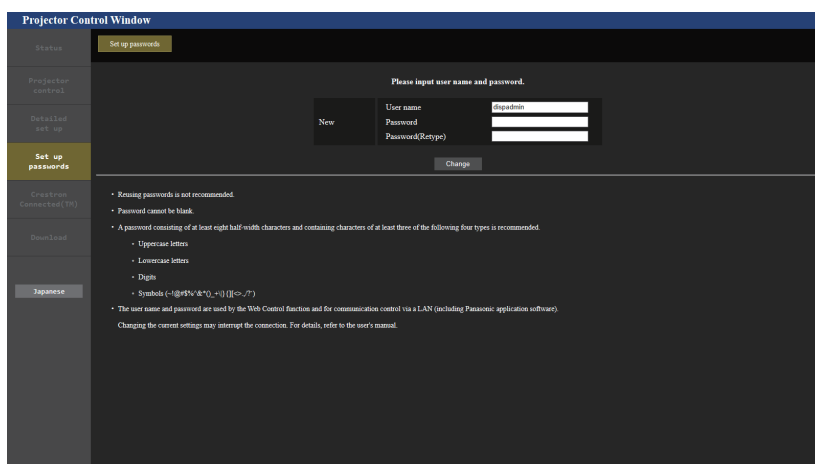 Projector Control Window
Status
Projector
control
Detailed
set up
Set up
passwords
Crestron
Connected(TM)
Download
Japanese
Set up passwords
Please input user name and password.
New
User name
dispadmin
Password
Password(Retype)
Change
• Reusing passwords is not recommended.
• Password cannot be blank.
• A password consisting of at least eight half-width characters and containing characters of at least three of the following four types is recommended.
• Uppercase letters
• Lowercase letters
• Digits
• Symbols
• The user name and password are used by the Web Control function and for communication control via a LAN (including Panasonic application software).
Changing the current settings may interrupt the connection. For details, refer to the user's manual.